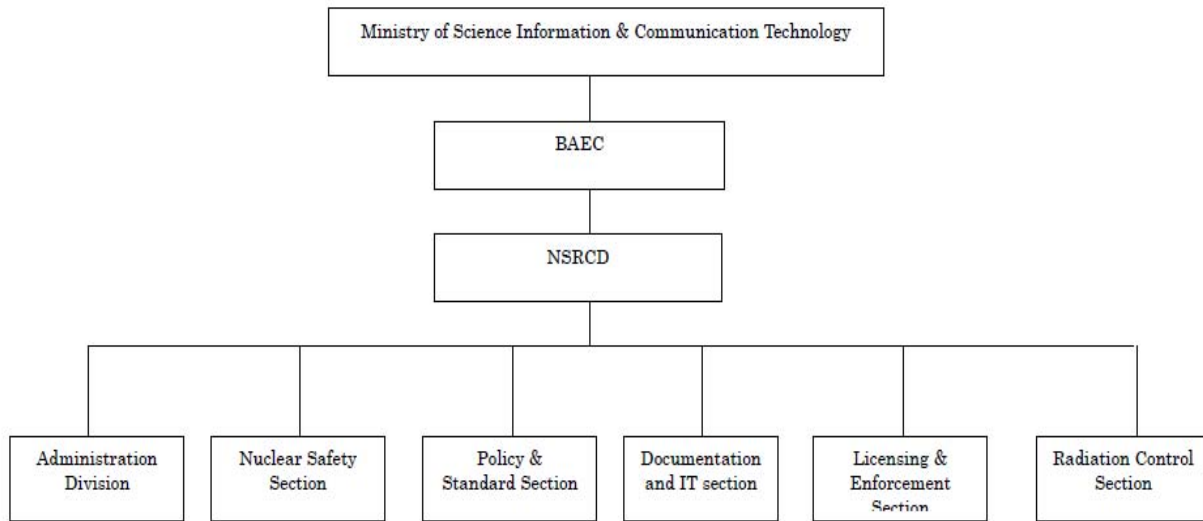 Ministry of Science Information & Communication Technology
BAEC
NSRCD
Administration
Division
Nuclear Safety
Section
Policy &
Standard Section
Documentation
and IT section
Licensing &
Enforcement
Section
Radiation Control
Section